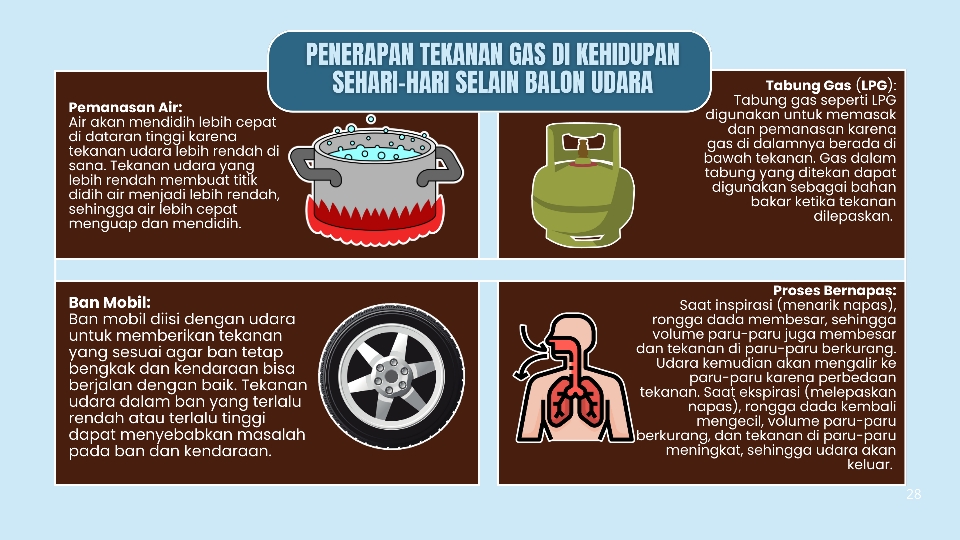 PENERAPAN TEKANAN GAS DI KEHIDUPAN
SEHARI-HARI SELAIN BALON UDARA
Pemanasan Air:
Air akan mendidih lebih cepat
di dataran tinggi karena
tekanan udara lebih rendah di
sana. Tekanan udara yang
lebih rendah membuat titik
didih air menjadi lebih rendah,
sehingga air lebih cepat
menguap dan mendidih.
Tabung Gas (LPG):
Tabung gas seperti LPG
digunakan untuk memasak
dan pemanasan karena
gas di dalamnya berada di
bawah tekanan. Gas dalam
tabung yang ditekan dapat
digunakan sebagai bahan
bakar ketika tekanan
dilepaskan.
Ban Mobil:
Ban mobil diisi dengan udara
untuk memberikan tekanan
yang sesuai agar ban tetap
bengkak dan kendaraan bisa
berjalan dengan baik. Tekanan
udara dalam ban yang terlalu
rendah atau terlalu tinggi
dapat menyebabkan masalah
pada ban dan kendaraan.
Proses Bernapas:
Saat inspirasi (menarik napas),
rongga dada membesar, sehingga
volume paru-paru juga membesar
dan tekanan di paru-paru berkurang.
Udara kemudian akan mengalir ke
paru-paru karena perbedaan
tekanan. Saat ekspirasi (melepaskan
napas), rongga dada kembali
mengecil, volume paru-paru
berkurang, dan tekanan di paru-paru
meningkat, sehingga udara akan
keluar.
28